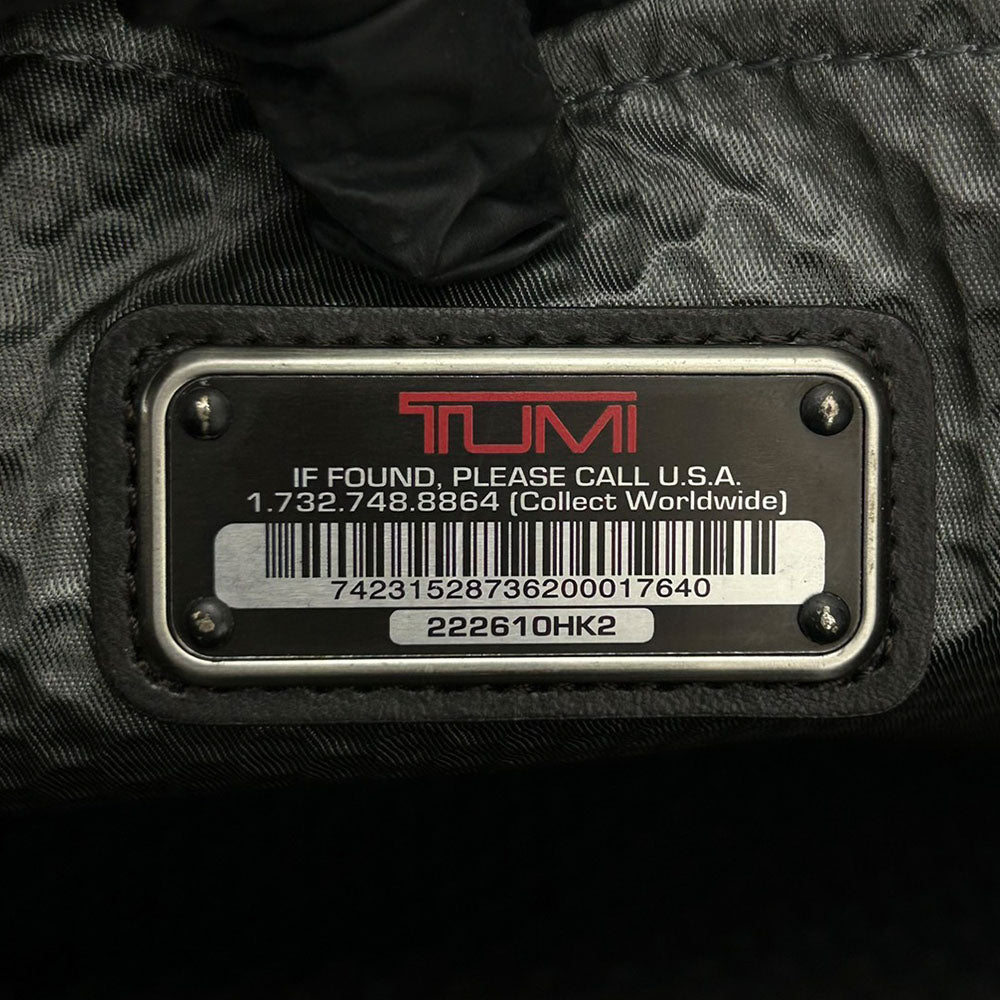 TUMI
IF FOUND, PLEASE CALL U.S.A.
1.732.748.8864 (Collect Worldwide)
74231528736200017640
222610HK2